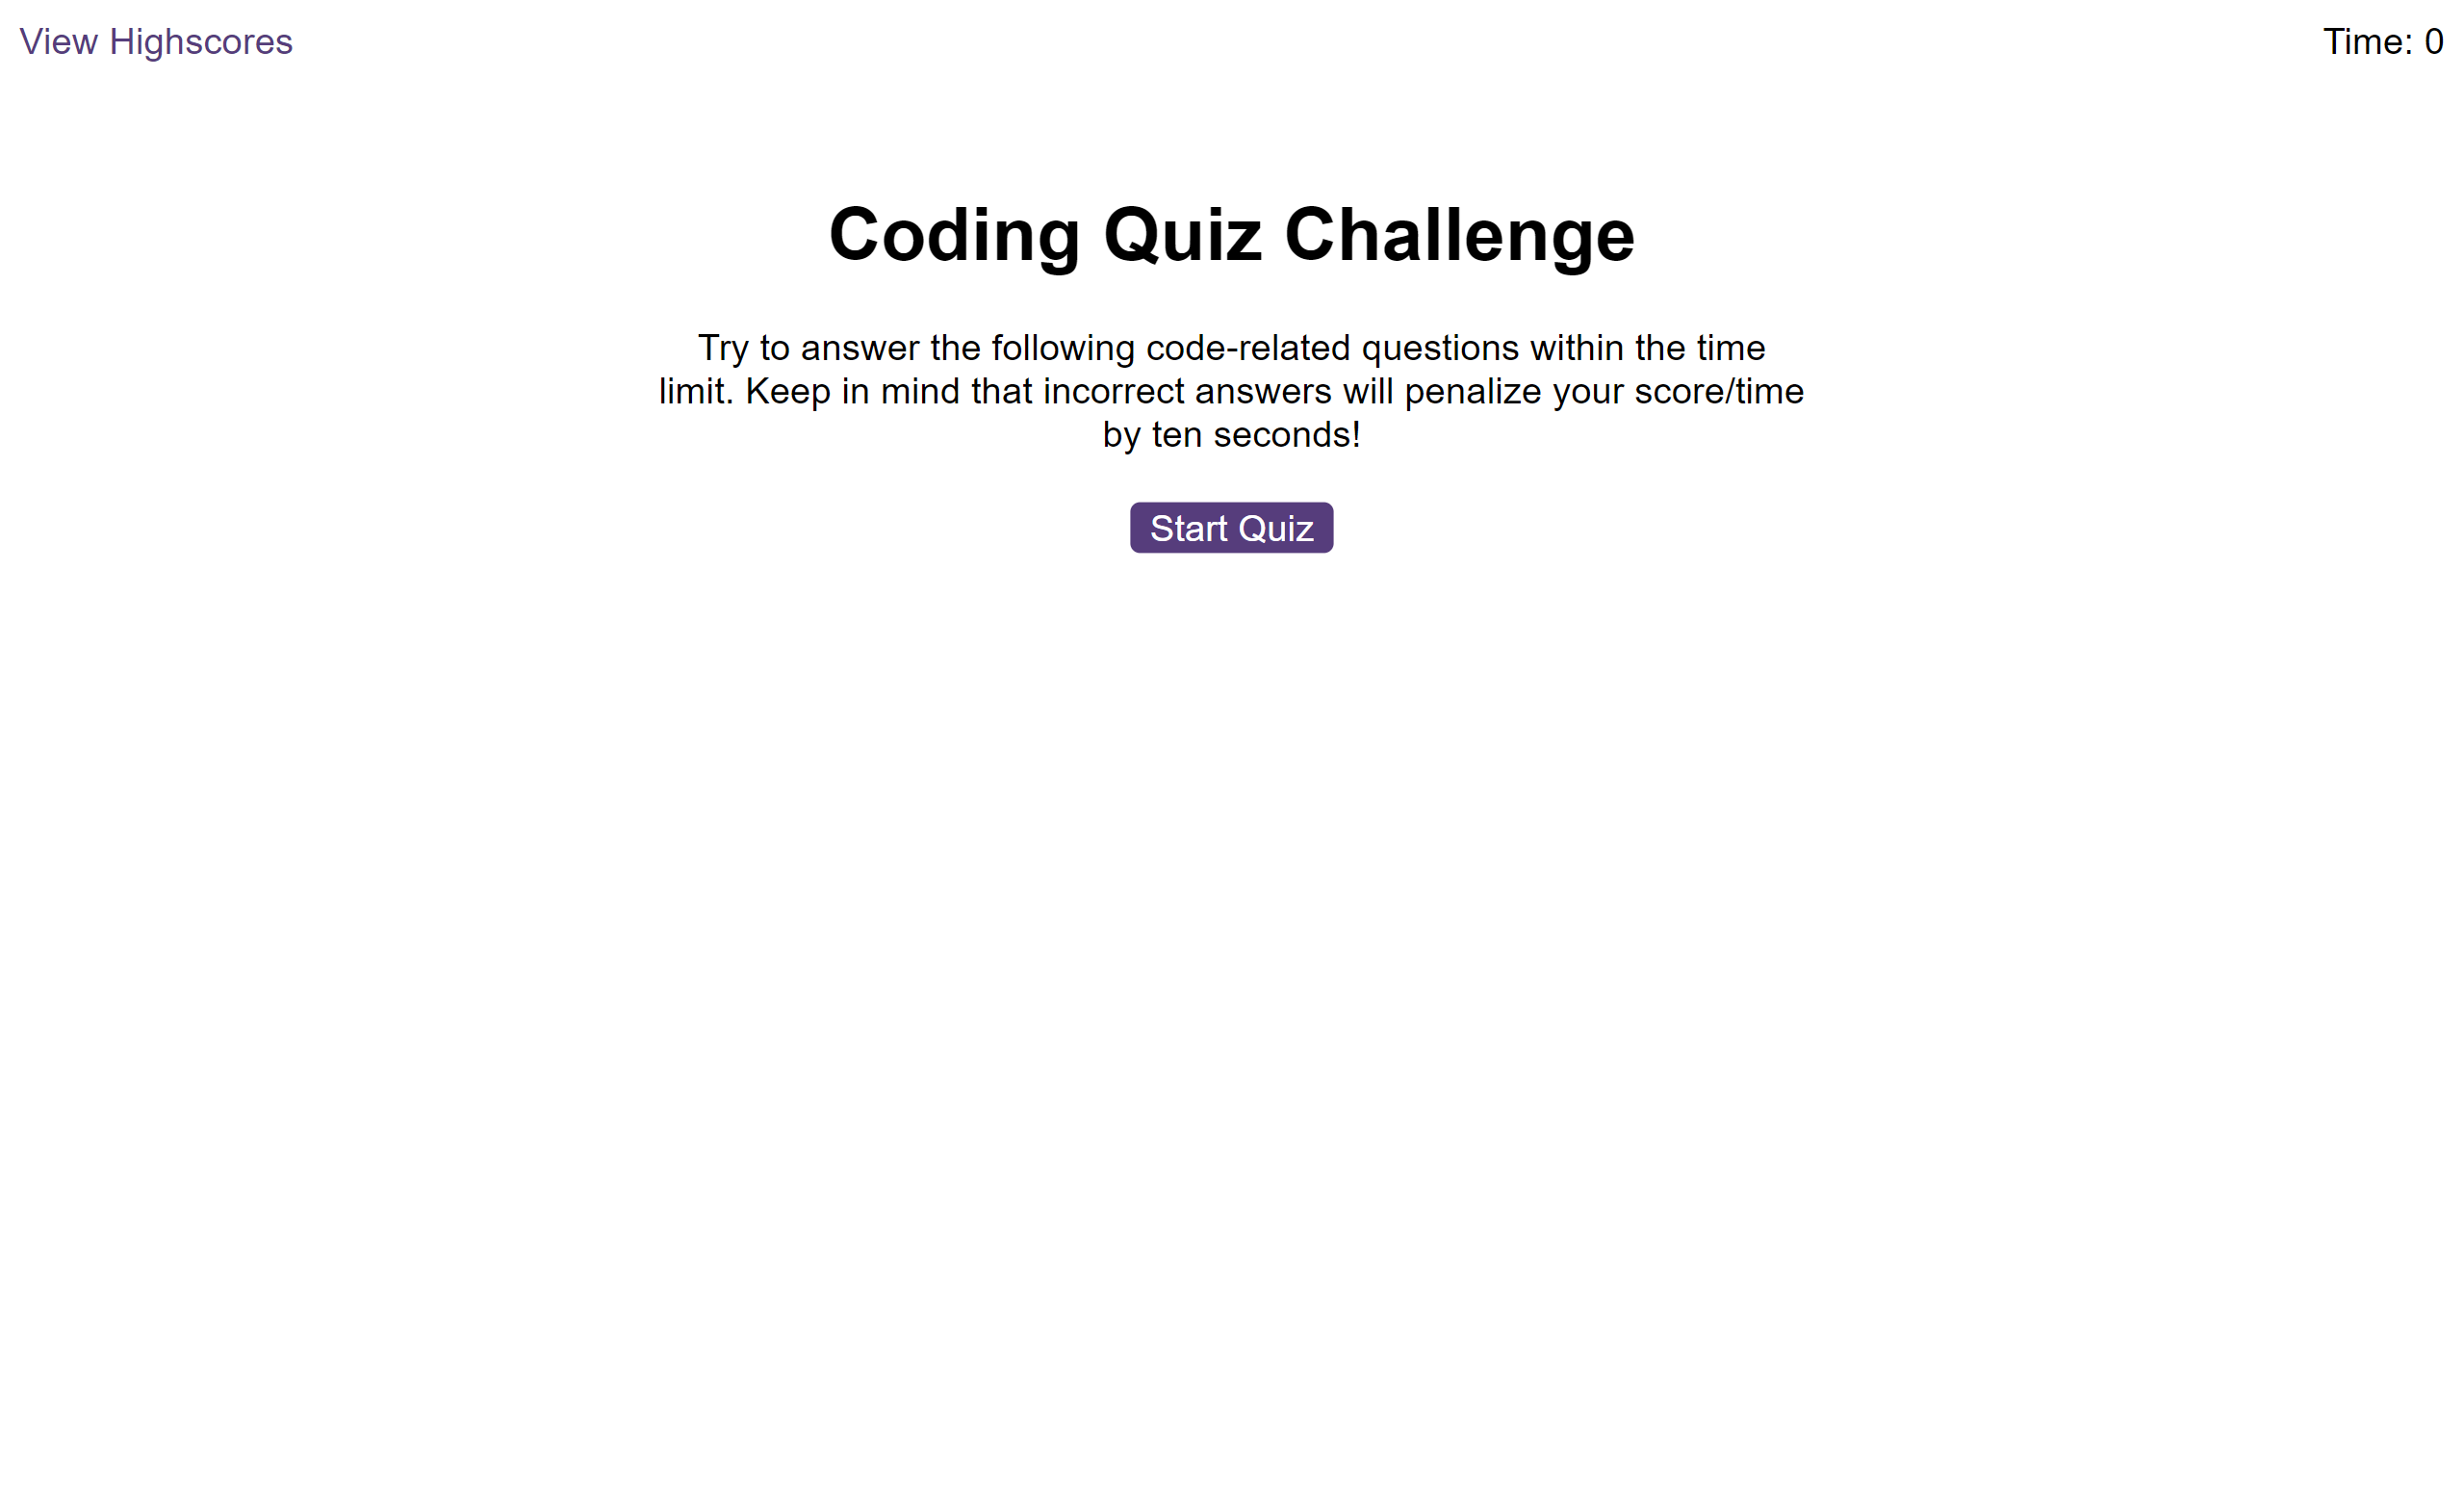 View Highscores
Time: 0
Coding Quiz Challenge
Try to answer the following code-related questions within the time
limit. Keep in mind that incorrect answers will penalize your score/time
by ten seconds!
Start Quiz